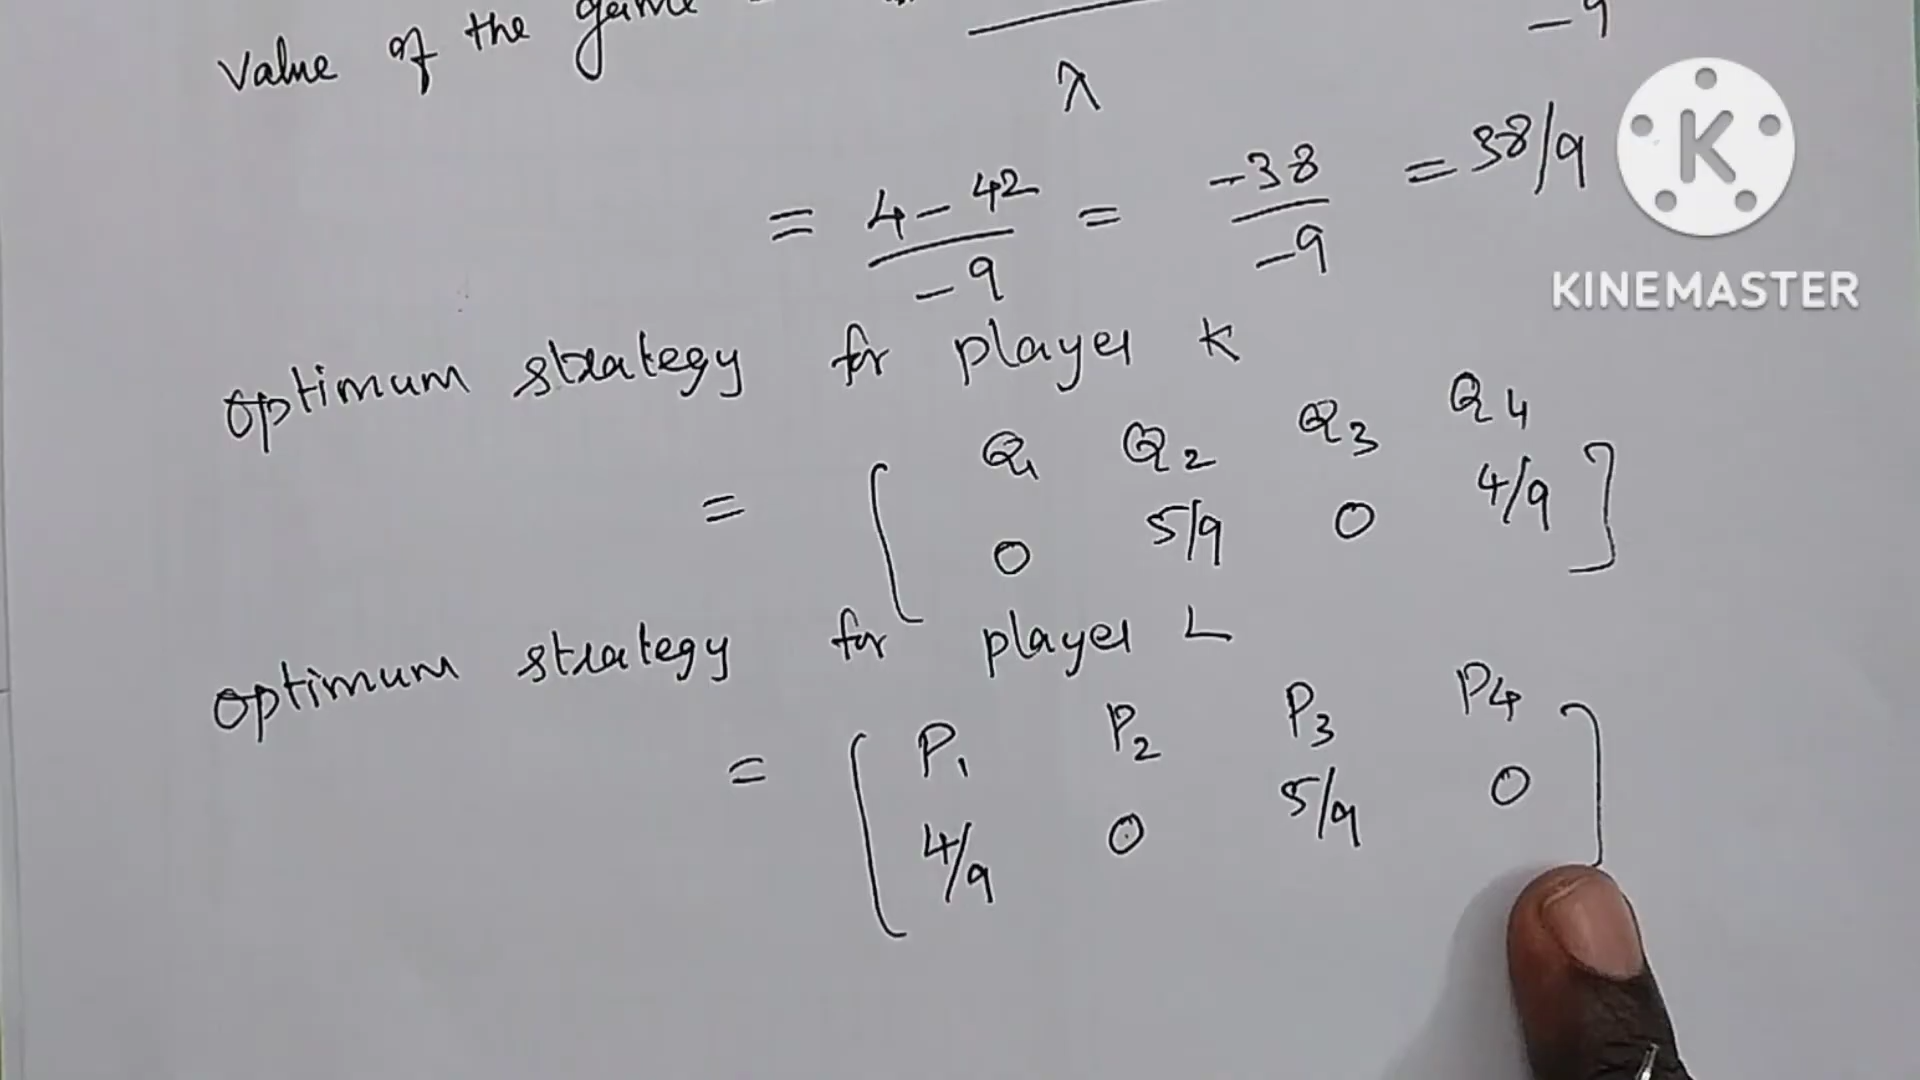 Value of the game
λ
-9
= 4-42/-9 = -38/-9 = 38/9
KINEMASTER
optimum strategy for player K
Q1 Q2 Q3 Q4
= [ 0 5/9 0 4/9 ]
optimum strategy for player L
P1 P2 P3 P4
= [ 4/9 0 5/9 0 ]